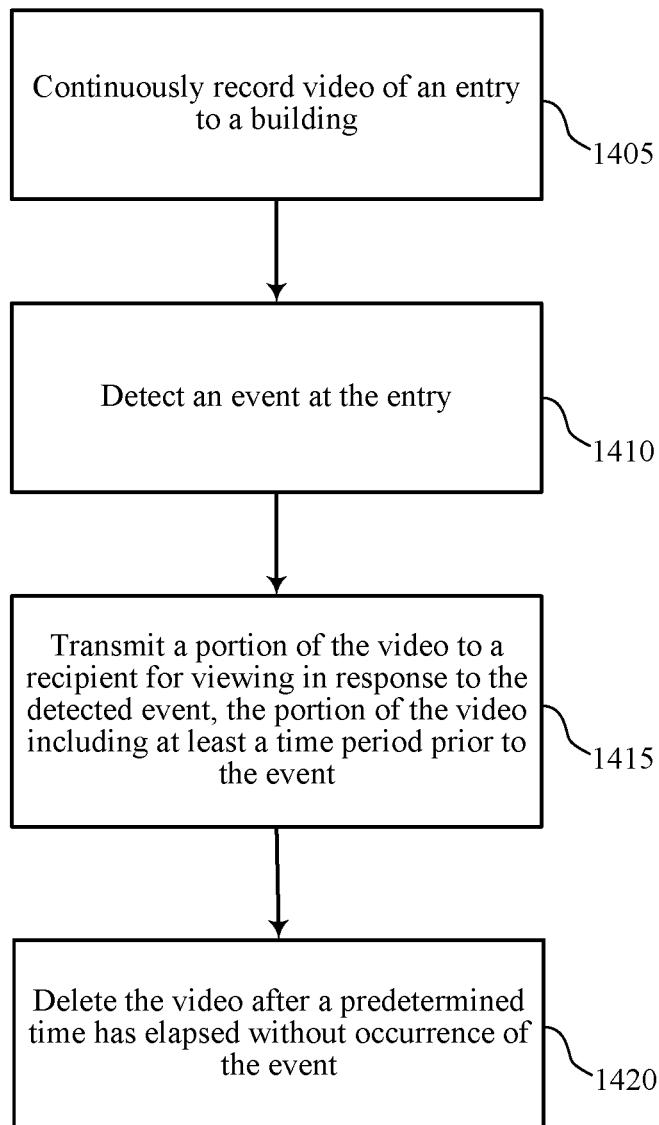 Continuously record video of an entry
to a building
1405
Detect an event at the entry
1410
Transmit a portion of the video to a
recipient for viewing in response to the
detected event, the portion of the video
including at least a time period prior to
the event
1415
Delete the video after a predetermined
time has elapsed without occurrence of
the event
1420